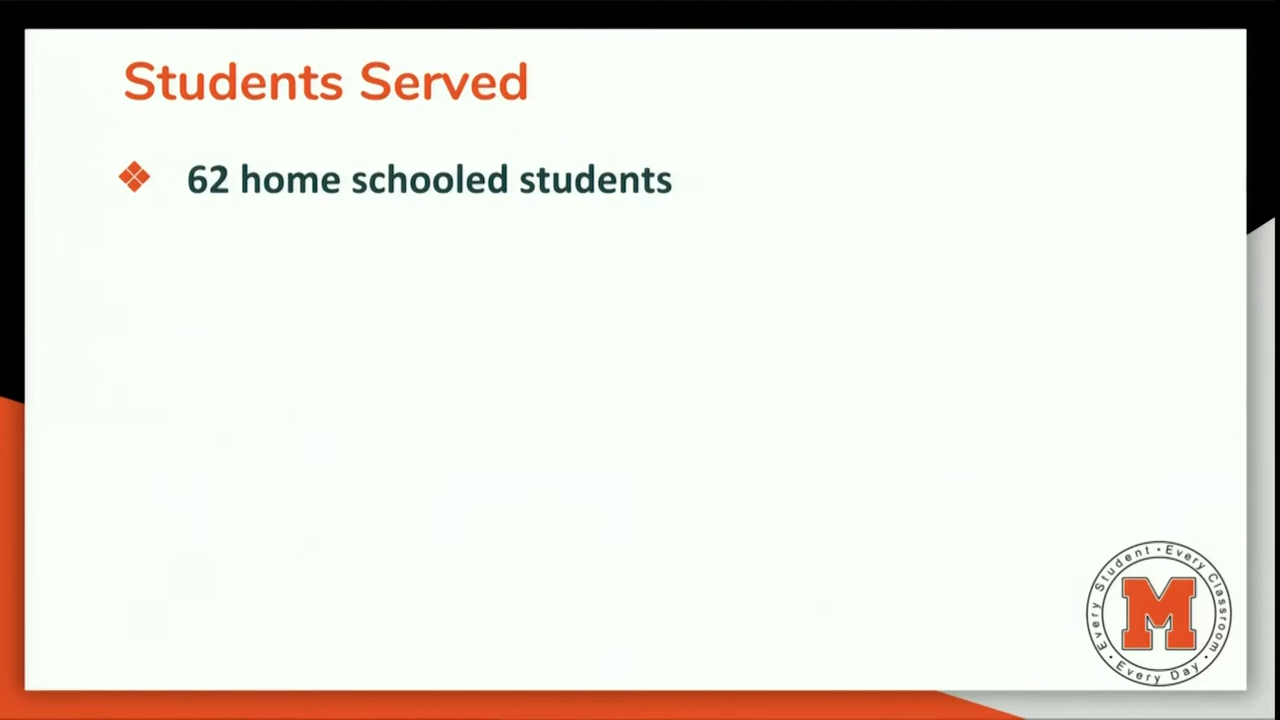 Students Served
62 home schooled students
Every Student • Every Classroom • Every Day •
M